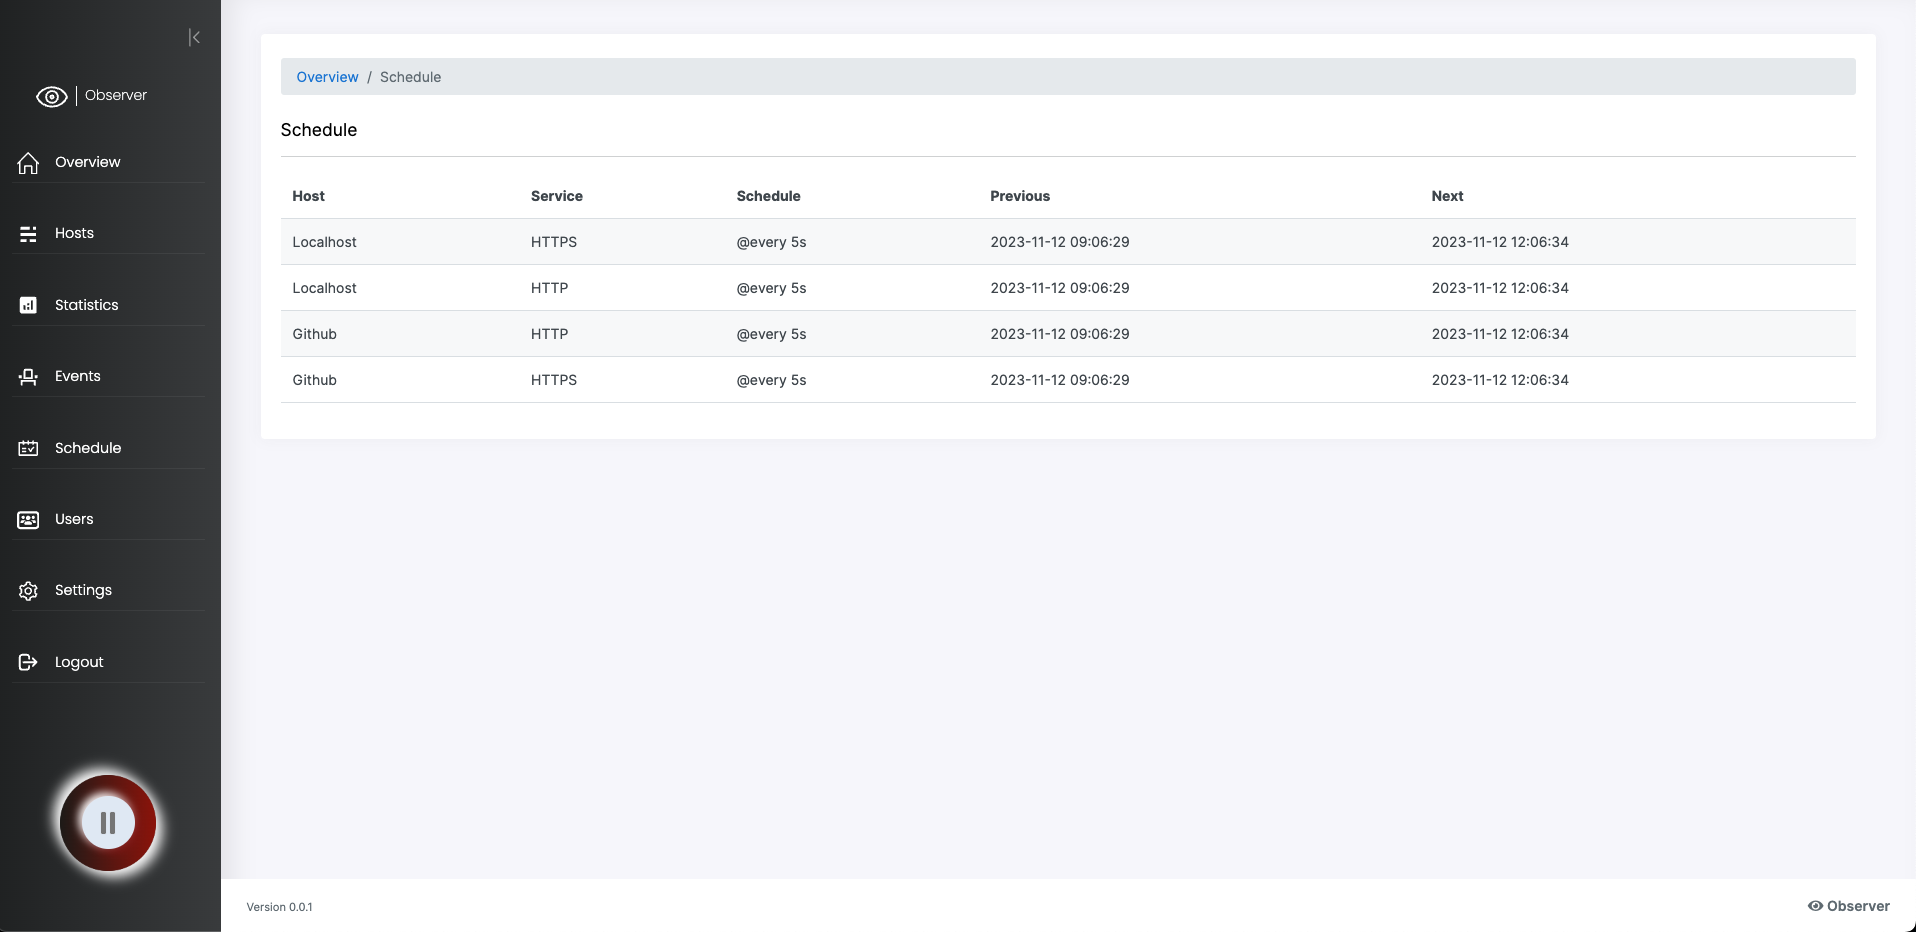 Observer
Overview
Hosts
Statistics
Events
Schedule
Users
Settings
Logout
Overview / Schedule
Schedule
Host Service Schedule Previous Next
Localhost HTTPS @every 5s 2023-11-12 09:06:29 2023-11-12 12:06:34
Localhost HTTP @every 5s 2023-11-12 09:06:29 2023-11-12 12:06:34
Github HTTP @every 5s 2023-11-12 09:06:29 2023-11-12 12:06:34
Github HTTPS @every 5s 2023-11-12 09:06:29 2023-11-12 12:06:34
Version 0.0.1
Observer